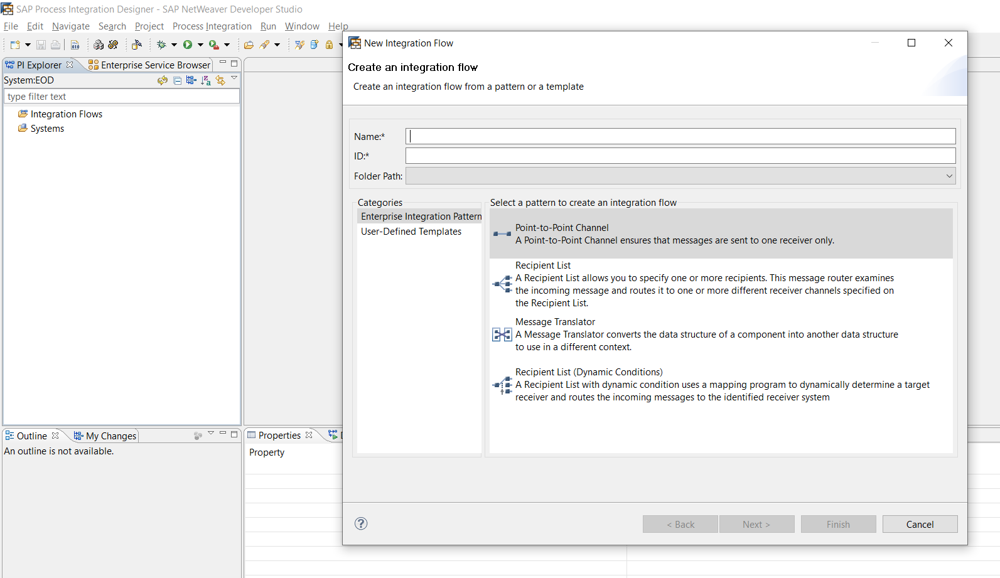 SAP Process Integration Designer - SAP NetWeaver Developer Studio
File Edit Navigate Search Project Process Integration Run Window Help
PI Explorer Enterprise Service Browser
System:EOD
type filter text
Integration Flows
Systems
Outline My Changes
An outline is not available.
Properties
Property
New Integration Flow
Create an integration flow
Create an integration flow from a pattern or a template
Name:*
ID:*
Folder Path:
Categories
Enterprise Integration Pattern
User-Defined Templates
Select a pattern to create an integration flow
Point-to-Point Channel
A Point-to-Point Channel ensures that messages are sent to one receiver only.
Recipient List
A Recipient List allows you to specify one or more recipients. This message router examines
the incoming message and routes it to one or more different receiver channels specified on
the Recipient List.
Message Translator
A Message Translator converts the data structure of a component into another data structure
to use in a different context.
Recipient List (Dynamic Conditions)
A Recipient List with dynamic condition uses a mapping program to dynamically determine a target
receiver and routes the incoming messages to the identified receiver system
< Back Next > Finish Cancel